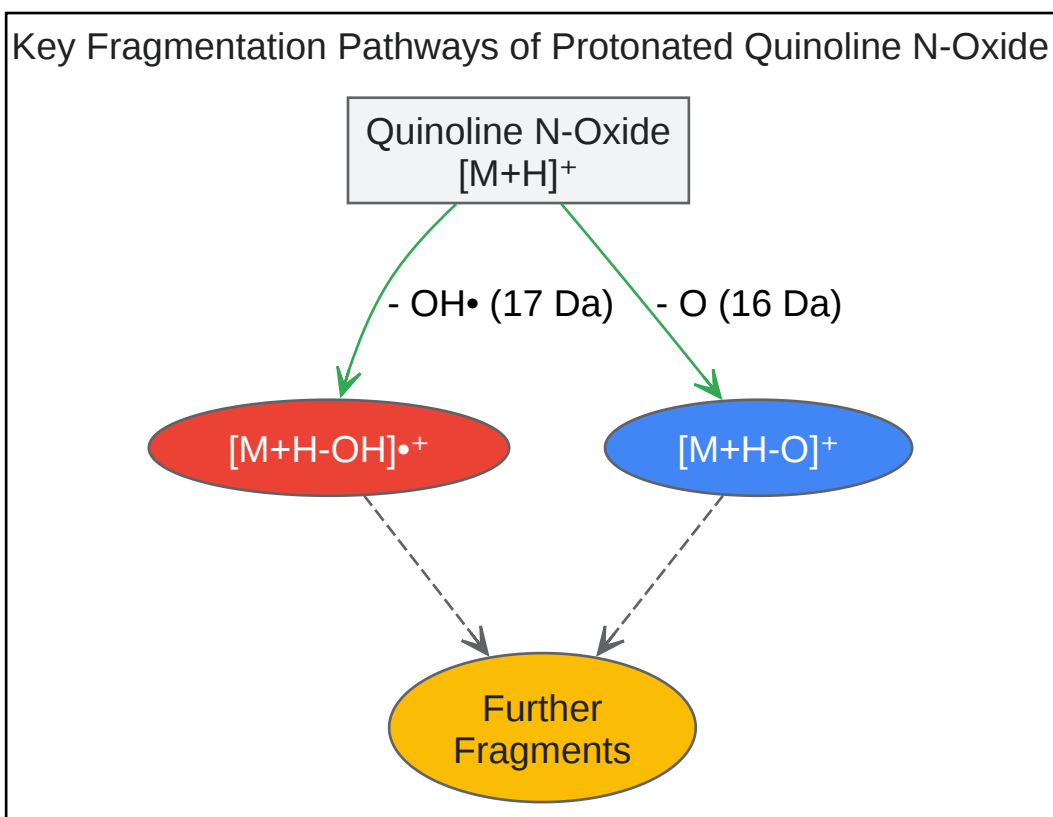 Key Fragmentation Pathways of Protonated Quinoline N-Oxide
Quinoline N-Oxide
[M+H]⁺
- OH• (17 Da)
- O (16 Da)
[M+H-OH]•⁺
[M+H-O]⁺
Further
Fragments